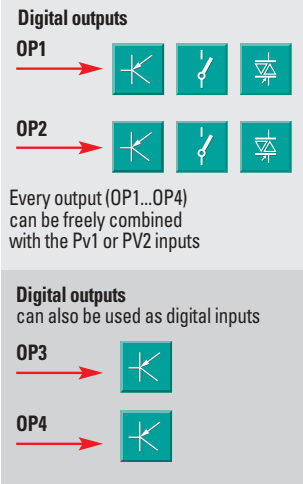 Digital outputs
OP1
OP2
Every output (OP1...OP4)
can be freely combined
with the Pv1 or PV2 inputs
Digital outputs
can also be used as digital inputs
OP3
OP4